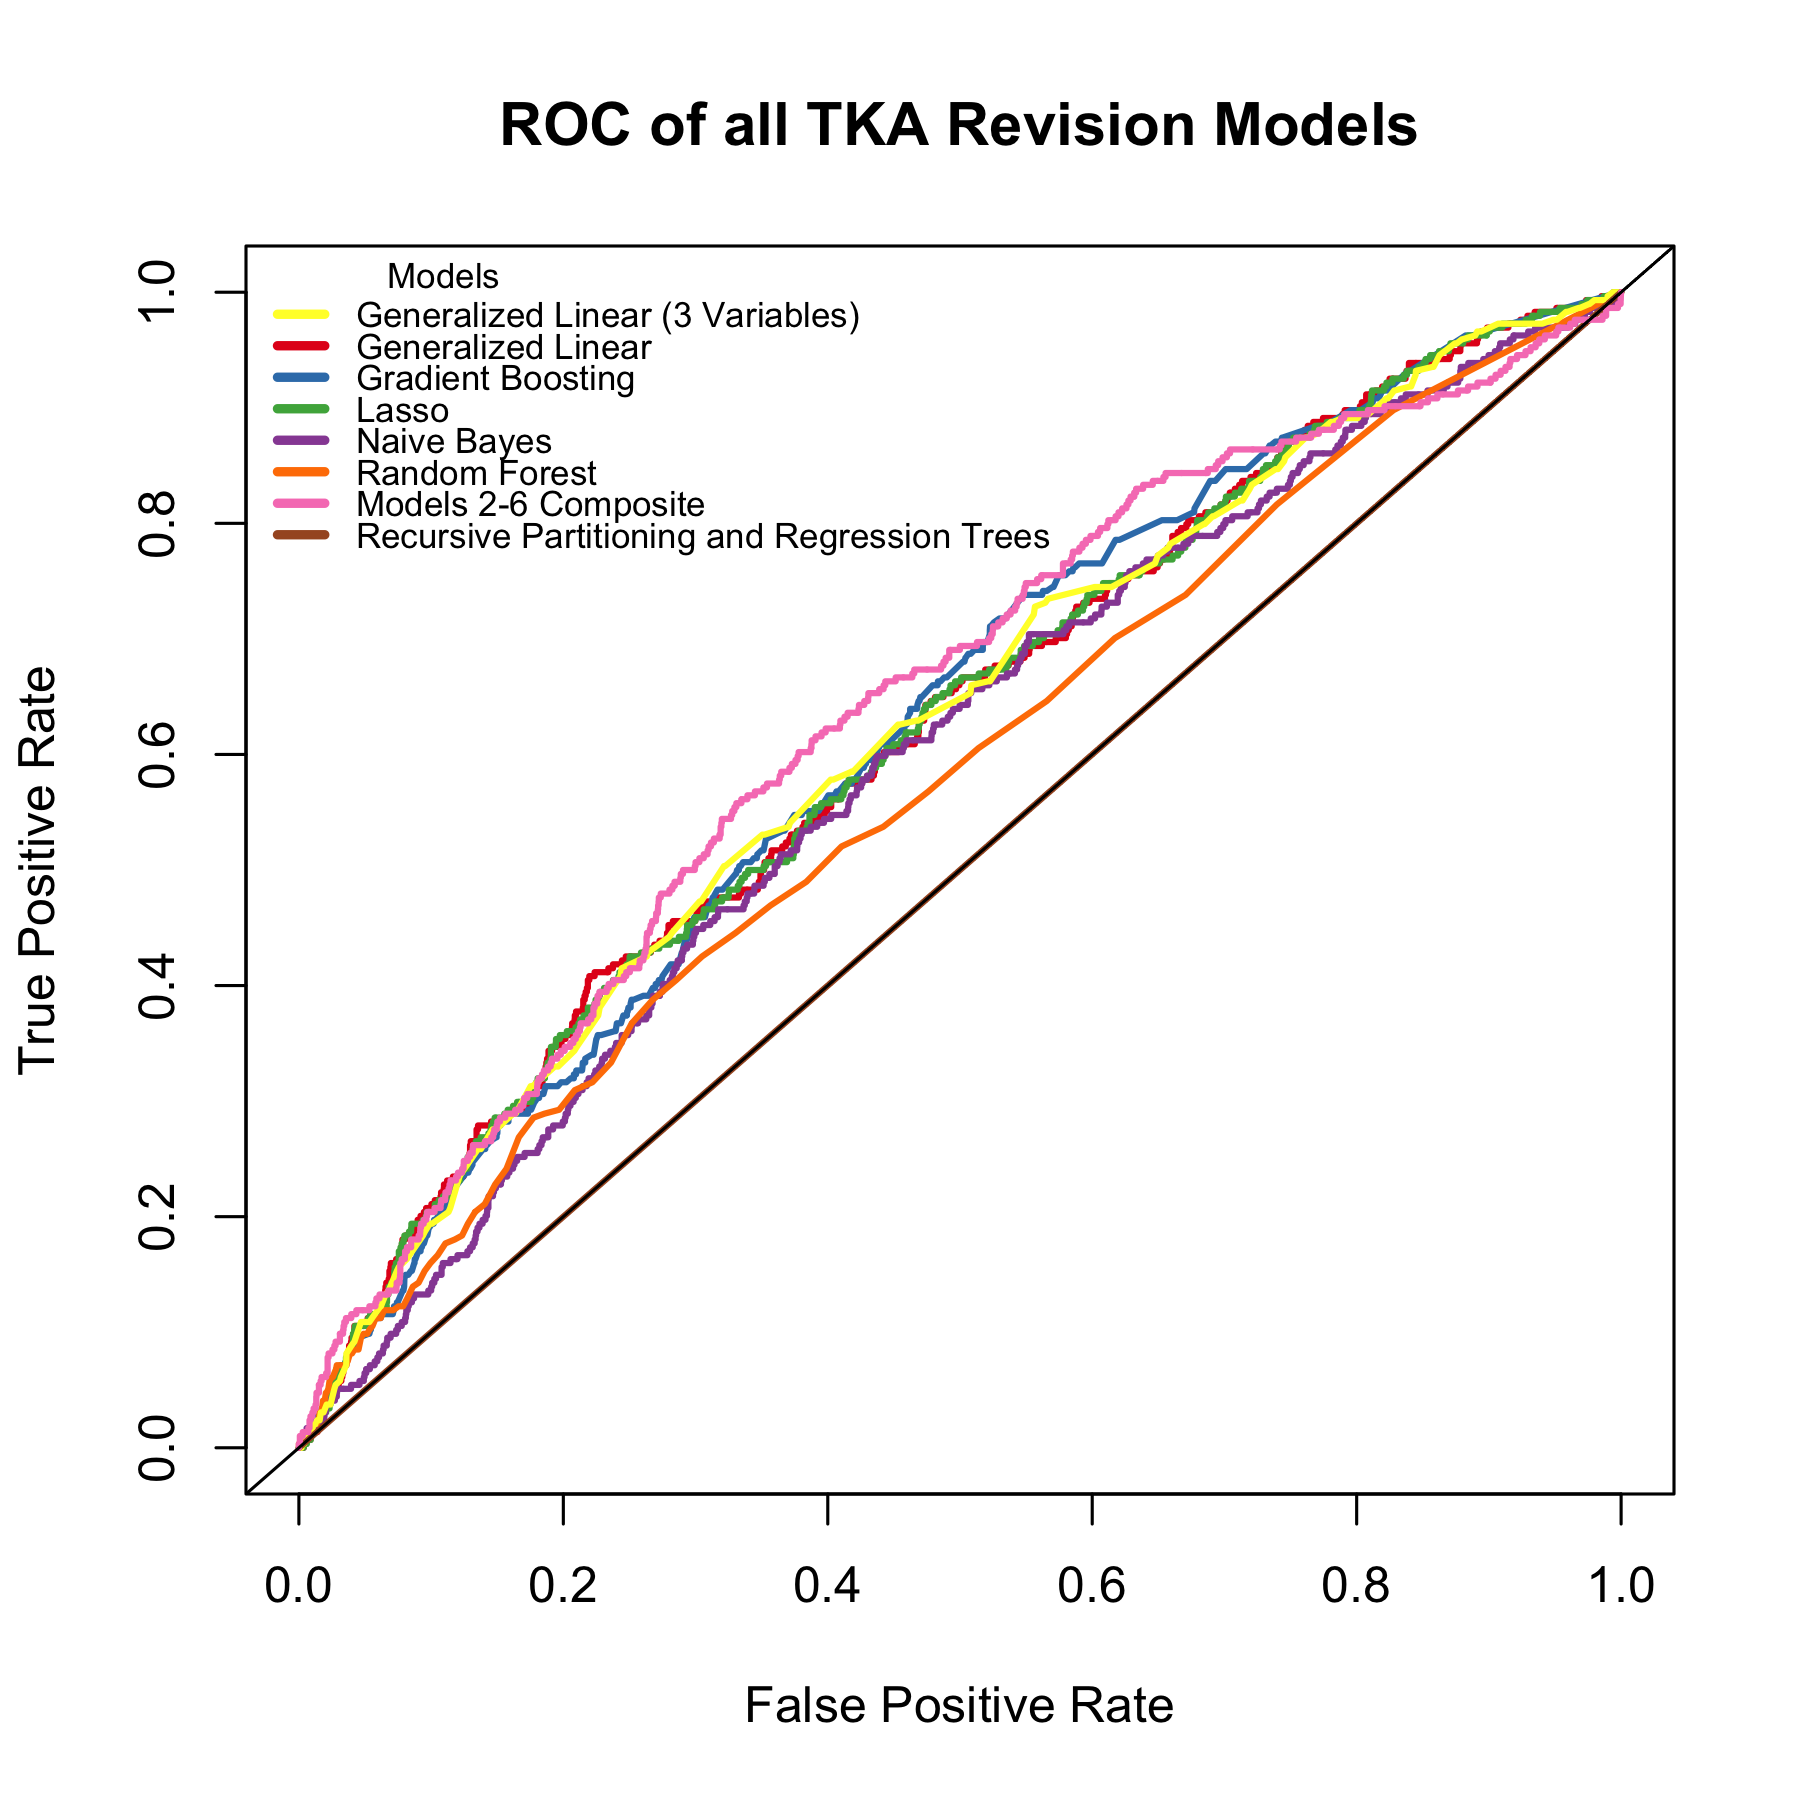 ROC of all TKA Revision Models
Models
Generalized Linear (3 Variables)
Generalized Linear
Gradient Boosting
Lasso
Naive Bayes
Random Forest
Models 2-6 Composite
Recursive Partitioning and Regression Trees
True Positive Rate
1.0
0.8
0.6
0.4
0.2
0.0
0.0 0.2 0.4 0.6 0.8 1.0
False Positive Rate